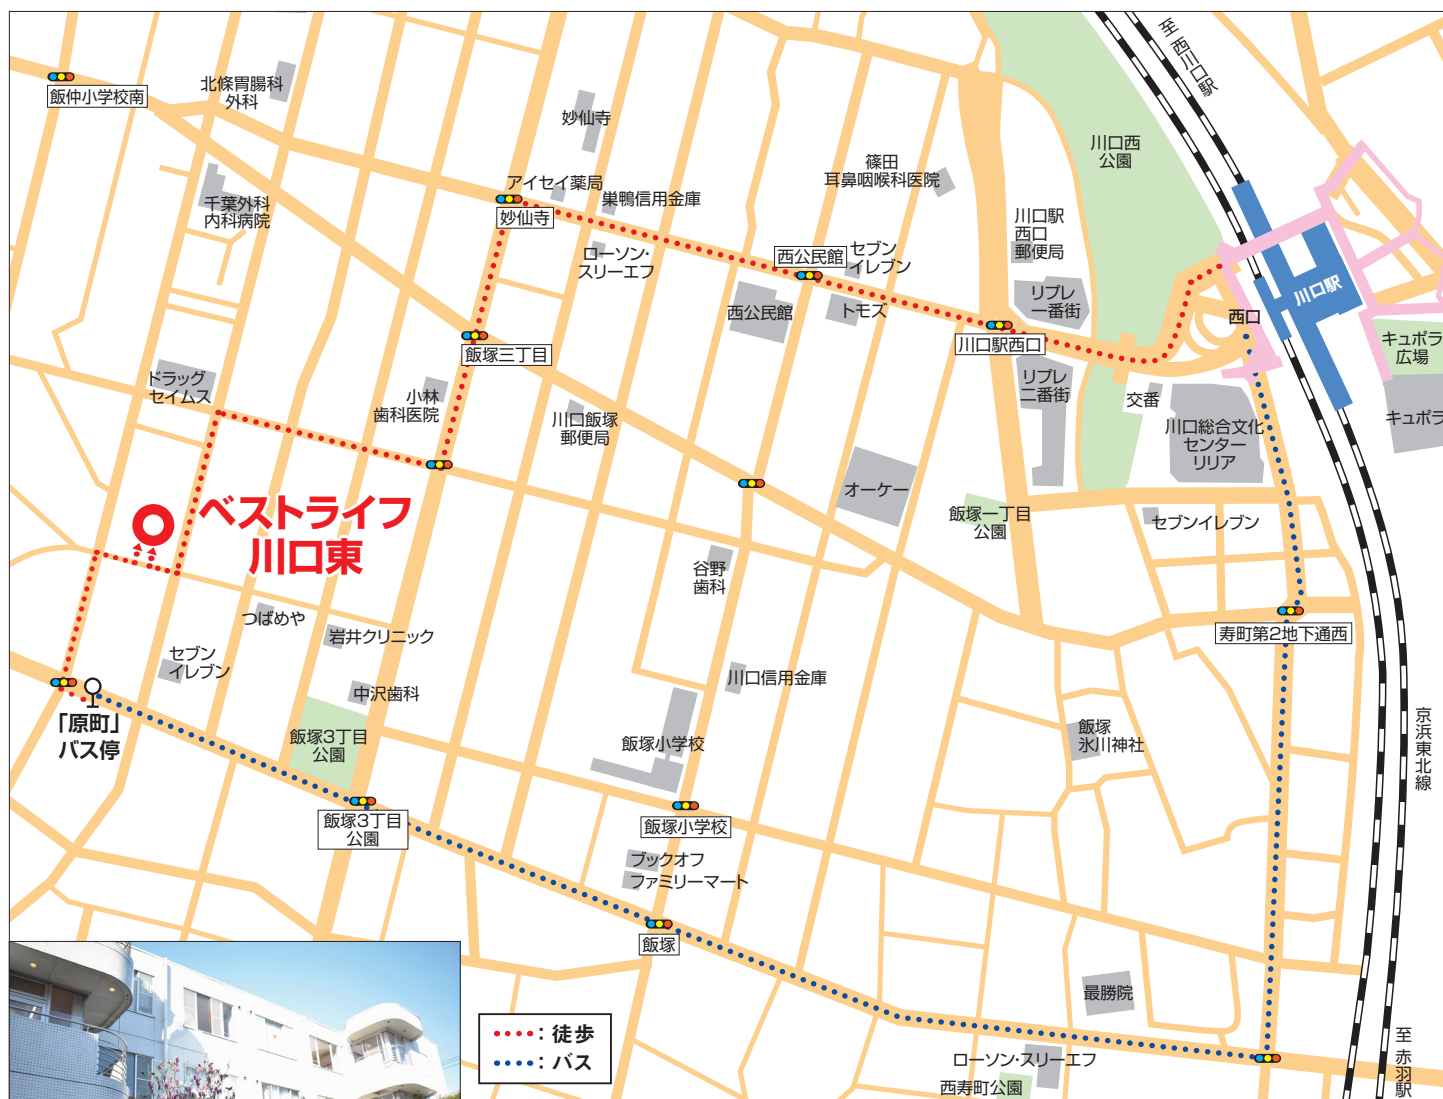 至 西川口駅
飯仲小学校南
北條胃腸科
外科
妙仙寺
川口西
公園
篠田
耳鼻咽喉科医院
アイセイ薬局
巣鴨信用金庫
千葉外科
内科病院
妙仙寺
川口駅
西口
郵便局
ローソン・
スリーエフ
西公民館
セブン
イレブン
川口駅
リプレ
一番街
西公民館
トモズ
西口
飯塚三丁目
川口駅西口
キュポラ
広場
ドラッグ
セイムス
小林
歯科医院
リプレ
二番街
交番
川口飯塚
郵便局
川口総合文化
センター
リリア
キュポラ
オーケー
ベストライフ
川口東
飯塚一丁目
公園
セブンイレブン
谷野
歯科
つばめや
岩井クリニック
寿町第2地下通西
セブン
イレブン
川口信用金庫
中沢歯科
「原町」
バス停
飯塚3丁目
公園
飯塚小学校
飯塚
氷川神社
京浜東北線
飯塚3丁目
公園
飯塚小学校
ブックオフ
ファミリーマート
飯塚
最勝院
：徒歩
：バス
ローソン・スリーエフ
西寿町公園
至 赤羽駅